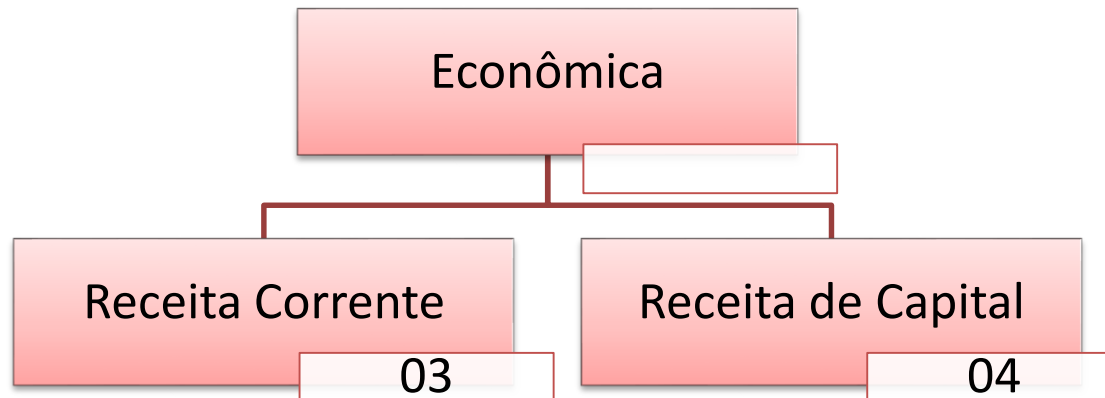 Econômica
Receita Corrente
03
Receita de Capital
04